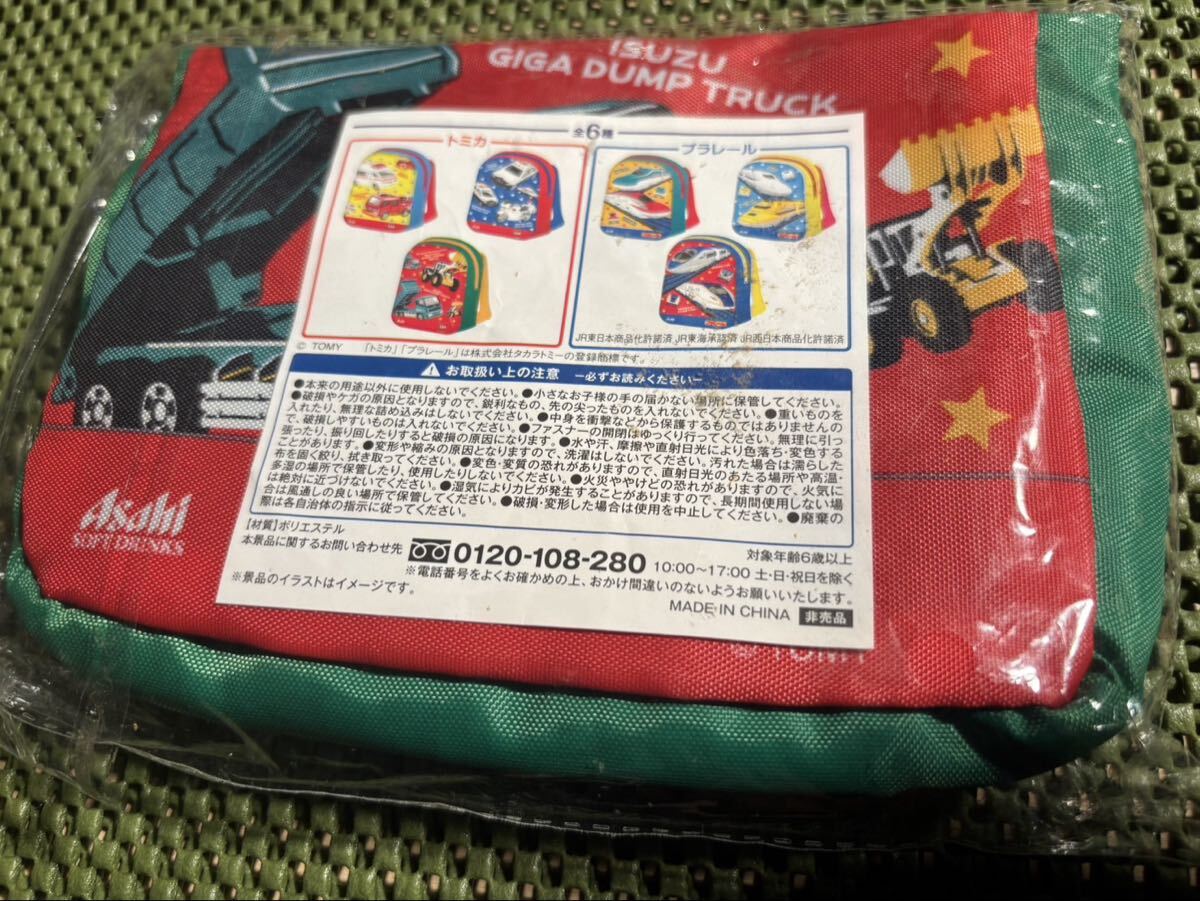 ISUZU
GIGA DUMP TRUCK
全6種
トミカ
プラレール
JR東日本商品化許諾済 JR東海承認済 JR西日本商品化許諾済
© TOMY 「トミカ」「プラレール」は株式会社タカラトミーの登録商標です。
お取扱い上の注意 −必ずお読みください−
●本来の用途以外に使用しないでください。●小さなお子様の手の届かない場所に保管してください。
●破損やケガの原因となりますので、鋭利なもの、先の尖ったものを入れないでください。●重いものを
入れたり、無理な詰め込みはしないでください。●中身を衝撃などから保護するものではありませんの
で、破損しやすいものは入れないでください。●ファスナーの開閉はゆっくり行ってください。無理に引っ
張ったり、振り回したりすると破損の原因になります。●水や汗、摩擦や直射日光により色落ち・変色する
ことがあります。●変形や縮みの原因となりますので、洗濯はしないでください。汚れた場合は濡らした
布を固く絞り、拭き取ってください。●変色・変質の恐れがありますので、直射日光のあたる場所や高温・
多湿の場所で保管したり、使用したりしないでください。●火災ややけどの恐れがありますので、火気に
は絶対に近づけないでください。●湿気によりカビが発生することがありますので、長期間使用しない場
合は風通しの良い場所で保管してください。●破損・変形した場合は使用を中止してください。●廃棄の
際は各自治体の指示に従ってください。
【材質】ポリエステル
対象年齢6歳以上
本景品に関するお問い合わせ先 0120-108-280 10:00〜17:00 土・日・祝日を除く
※電話番号をよくお確かめの上、おかけ間違いのないようお願いいたします。
※景品のイラストはイメージです。
MADE IN CHINA 非売品
Asahi
SOFT DRINKS
© TOMY